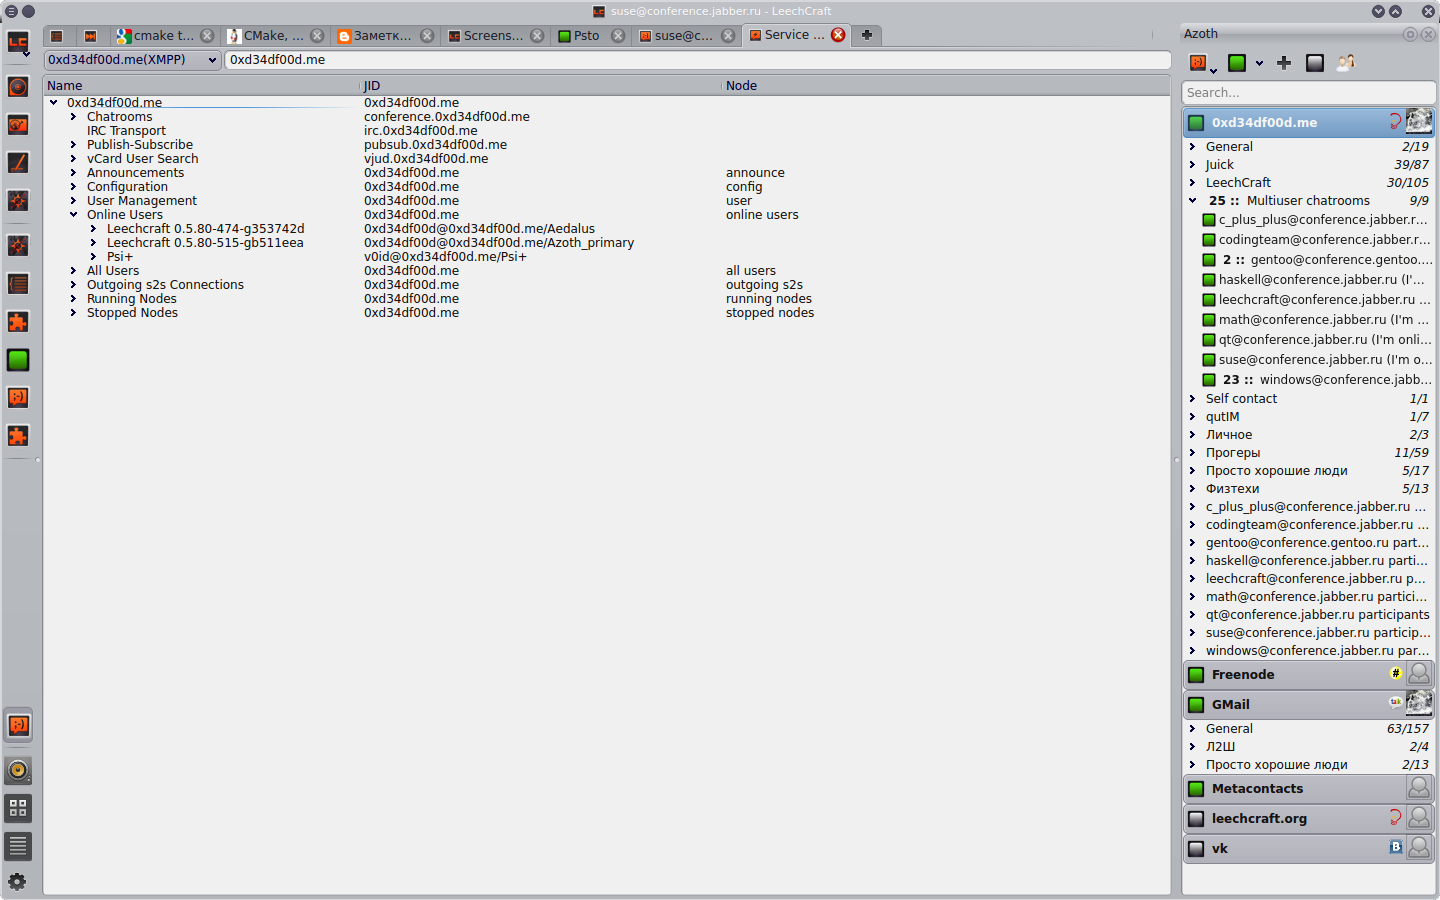 suse@conference.jabber.ru - LeechCraft
cmake t...
CMake, ...
Заметк...
Screens...
Psto
suse@c...
Service ...
0xd34df00d.me(XMPP)
0xd34df00d.me
Name JID Node
0xd34df00d.me 0xd34df00d.me
Chatrooms conference.0xd34df00d.me
IRC Transport irc.0xd34df00d.me
Publish-Subscribe pubsub.0xd34df00d.me
vCard User Search vjud.0xd34df00d.me
Announcements 0xd34df00d.me announce
Configuration 0xd34df00d.me config
User Management 0xd34df00d.me user
Online Users 0xd34df00d.me online users
Leechcraft 0.5.80-474-g353742d 0xd34df00d@0xd34df00d.me/Aedalus
Leechcraft 0.5.80-515-gb511eea 0xd34df00d@0xd34df00d.me/Azoth_primary
Psi+ v0id@0xd34df00d.me/Psi+
All Users 0xd34df00d.me all users
Outgoing s2s Connections 0xd34df00d.me outgoing s2s
Running Nodes 0xd34df00d.me running nodes
Stopped Nodes 0xd34df00d.me stopped nodes
Azoth
Search...
0xd34df00d.me
General 2/19
Juick 39/87
LeechCraft 30/105
25 :: Multiuser chatrooms 9/9
c_plus_plus@conference.jabber.r...
codingteam@conference.jabber.r...
2 :: gentoo@conference.gentoo....
haskell@conference.jabber.ru (I'...
leechcraft@conference.jabber.ru ...
math@conference.jabber.ru (I'm ...
qt@conference.jabber.ru (I'm onli...
suse@conference.jabber.ru (I'm o...
23 :: windows@conference.jabb...
Self contact 1/1
qutIM 1/7
Личное 2/3
Прогеры 11/59
Просто хорошие люди 5/17
Физтехи 5/13
c_plus_plus@conference.jabber.ru ...
codingteam@conference.jabber.ru ...
gentoo@conference.gentoo.ru part...
haskell@conference.jabber.ru parti...
leechcraft@conference.jabber.ru p...
math@conference.jabber.ru partici...
qt@conference.jabber.ru participants
suse@conference.jabber.ru particip...
windows@conference.jabber.ru par...
Freenode #
GMail talk
General 63/157
Л2Ш 2/4
Просто хорошие люди 2/13
Metacontacts
leechcraft.org
vk B